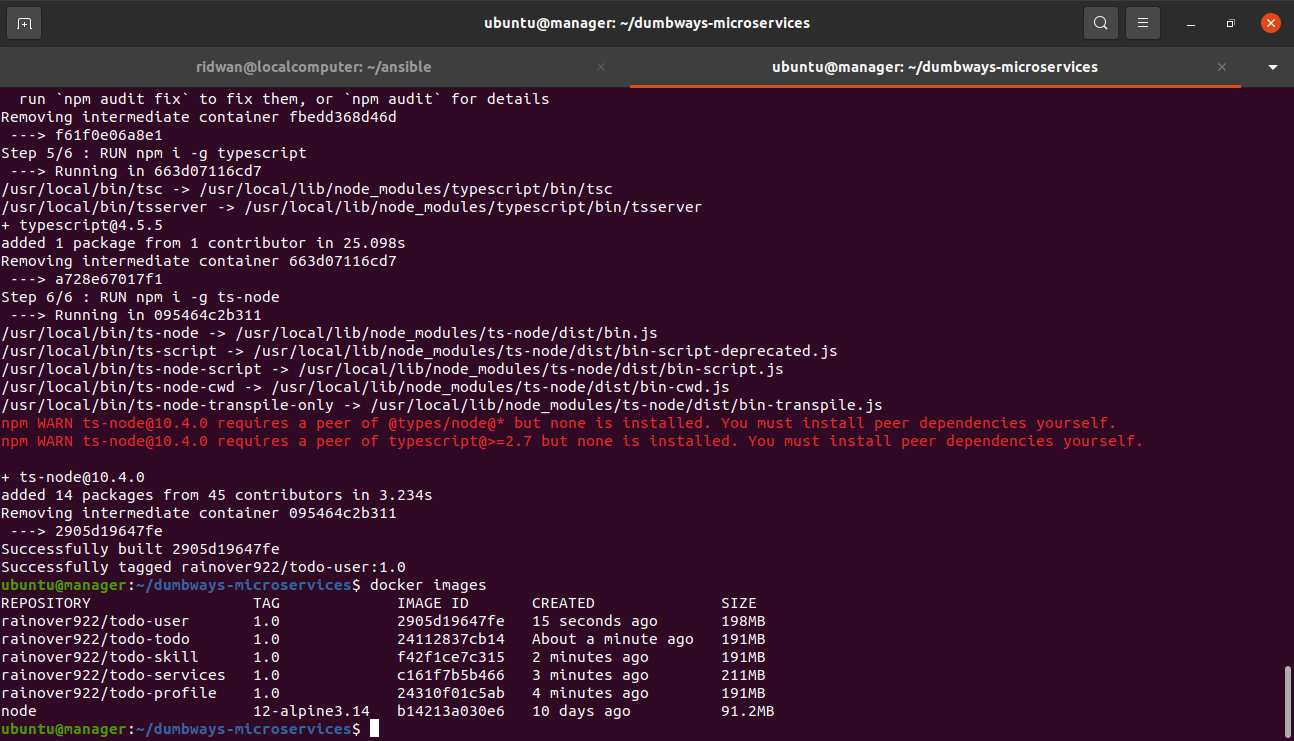 ubuntu@manager: ~/dumbways-microservices
ridwan@localcomputer: ~/ansible
ubuntu@manager: ~/dumbways-microservices
  run `npm audit fix` to fix them, or `npm audit` for details
Removing intermediate container fbedd368d46d
 ---> f61f0e06a8e1
Step 5/6 : RUN npm i -g typescript
 ---> Running in 663d07116cd7
/usr/local/bin/tsc -> /usr/local/lib/node_modules/typescript/bin/tsc
/usr/local/bin/tsserver -> /usr/local/lib/node_modules/typescript/bin/tsserver
+ typescript@4.5.5
added 1 package from 1 contributor in 25.098s
Removing intermediate container 663d07116cd7
 ---> a728e67017f1
Step 6/6 : RUN npm i -g ts-node
 ---> Running in 095464c2b311
/usr/local/bin/ts-node -> /usr/local/lib/node_modules/ts-node/dist/bin.js
/usr/local/bin/ts-script -> /usr/local/lib/node_modules/ts-node/dist/bin-script-deprecated.js
/usr/local/bin/ts-node-script -> /usr/local/lib/node_modules/ts-node/dist/bin-script.js
/usr/local/bin/ts-node-cwd -> /usr/local/lib/node_modules/ts-node/dist/bin-cwd.js
/usr/local/bin/ts-node-transpile-only -> /usr/local/lib/node_modules/ts-node/dist/bin-transpile.js
npm WARN ts-node@10.4.0 requires a peer of @types/node@* but none is installed. You must install peer dependencies yourself.
npm WARN ts-node@10.4.0 requires a peer of typescript@>=2.7 but none is installed. You must install peer dependencies yourself.
+ ts-node@10.4.0
added 14 packages from 45 contributors in 3.234s
Removing intermediate container 095464c2b311
 ---> 2905d19647fe
Successfully built 2905d19647fe
Successfully tagged rainover922/todo-user:1.0
ubuntu@manager:~/dumbways-microservices$ docker images
REPOSITORY                  TAG             IMAGE ID       CREATED              SIZE
rainover922/todo-user       1.0             2905d19647fe   15 seconds ago       198MB
rainover922/todo-todo       1.0             24112837cb14   About a minute ago   191MB
rainover922/todo-skill      1.0             f42f1ce7c315   2 minutes ago        191MB
rainover922/todo-services   1.0             c161f7b5b466   3 minutes ago        211MB
rainover922/todo-profile    1.0             24310f01c5ab   4 minutes ago        191MB
node                        12-alpine3.14   b14213a030e6   10 days ago          91.2MB
ubuntu@manager:~/dumbways-microservices$